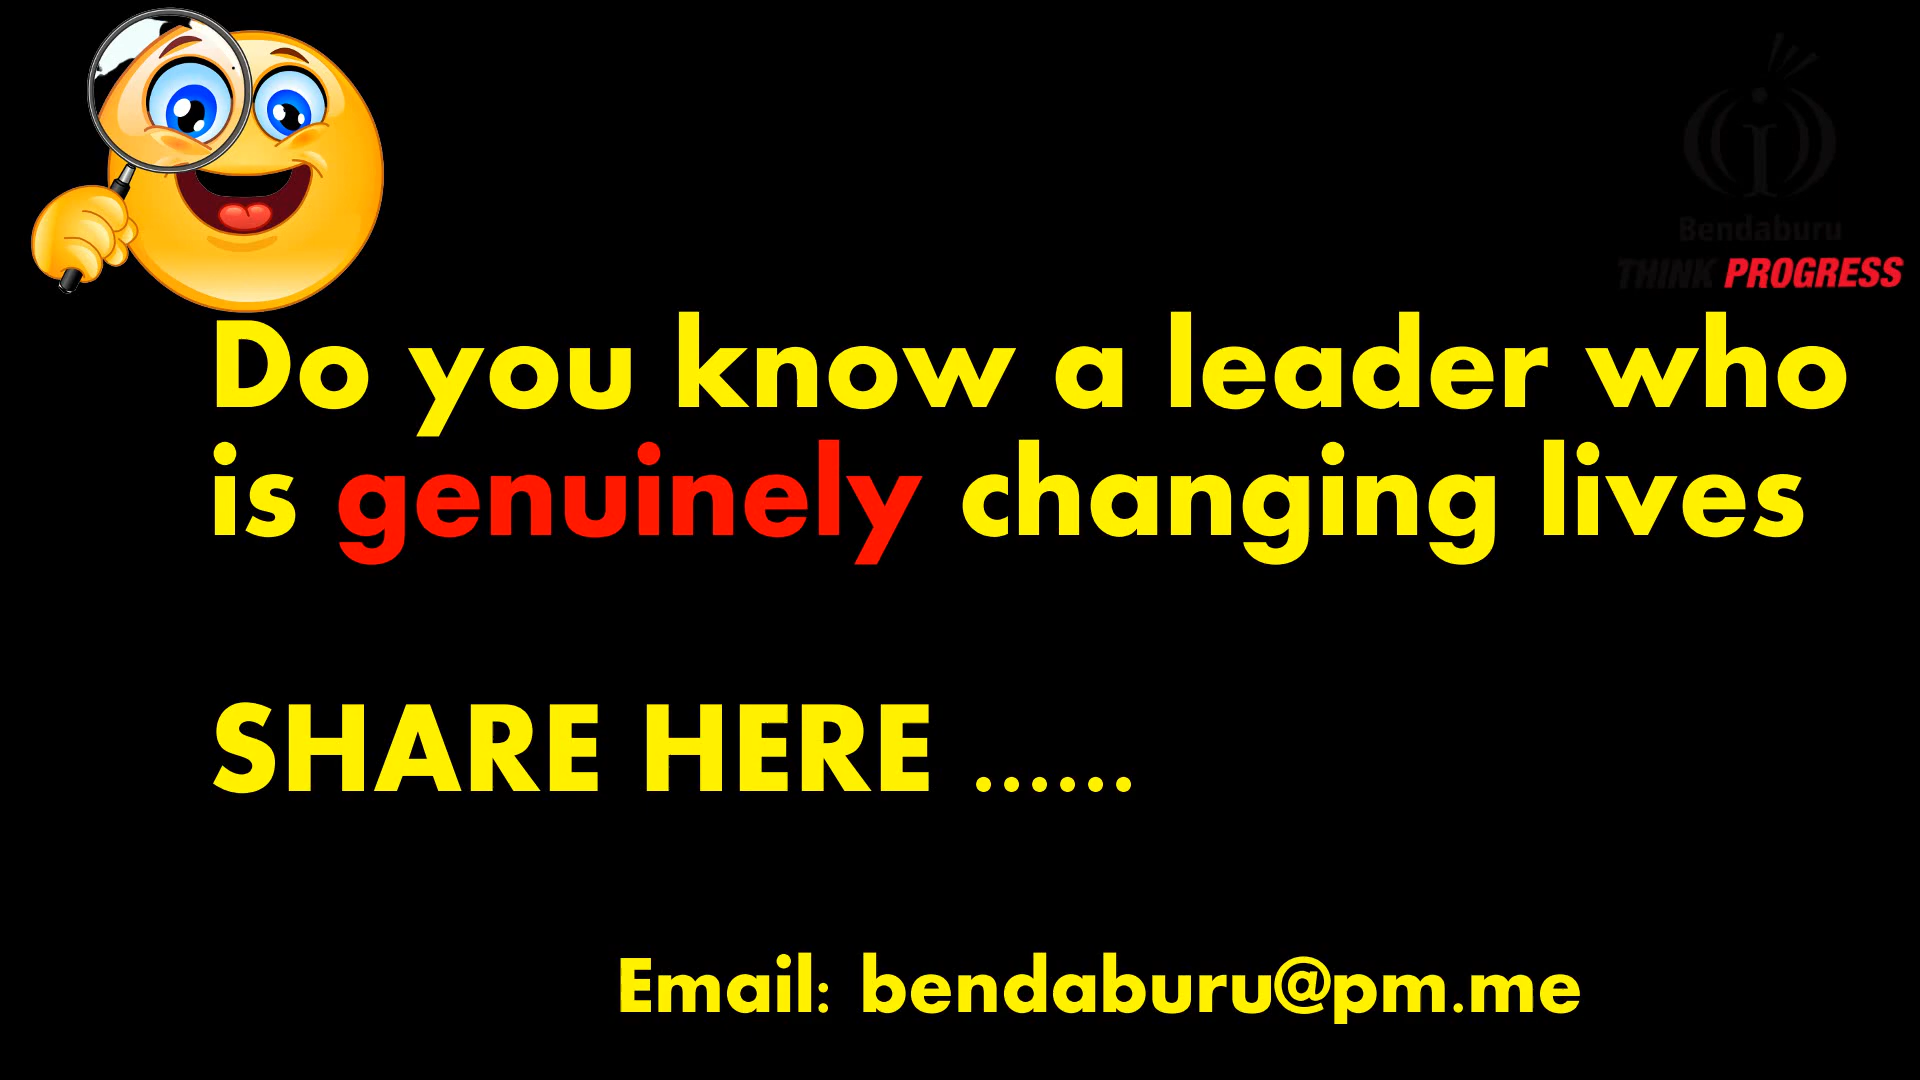 Bendaburu
THINK PROGRESS
Do you know a leader who
is genuinely changing lives
SHARE HERE ......
Email: bendaburu@pm.me